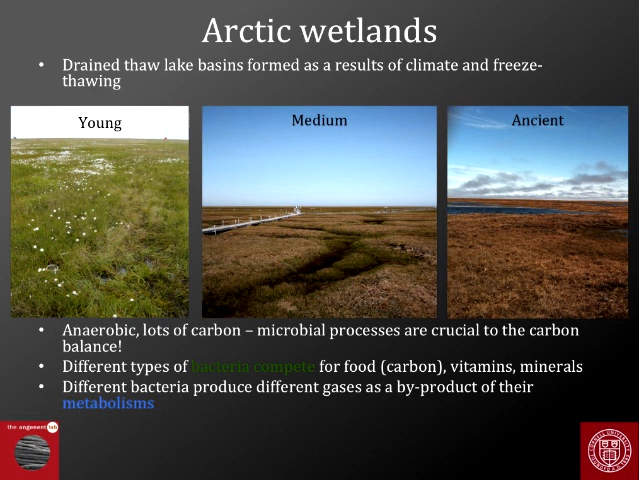 Arctic wetlands
• Drained thaw lake basins formed as a results of climate and freeze-
thawing
Young
Medium
Ancient
• Anaerobic, lots of carbon – microbial processes are crucial to the carbon
balance!
• Different types of bacteria compete for food (carbon), vitamins, minerals
• Different bacteria produce different gases as a by-product of their
metabolisms
the angenent lab
CORNELL UNIVERSITY